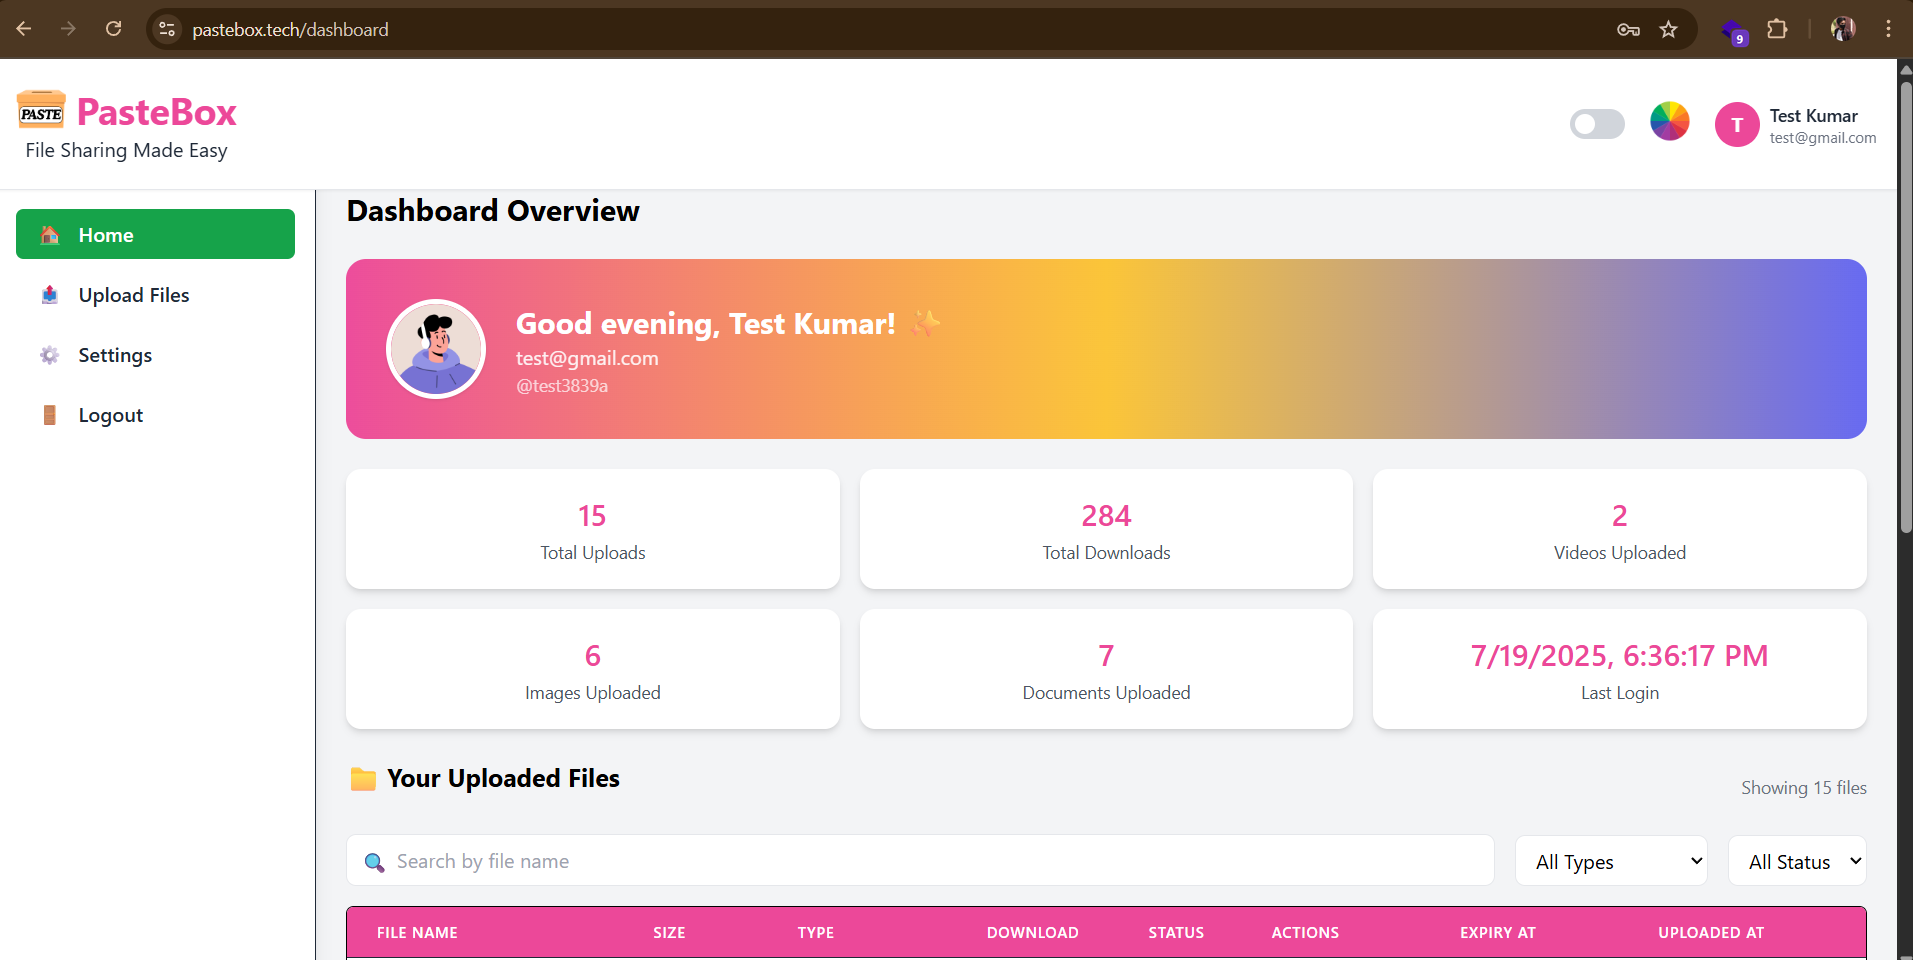 pastebox.tech/dashboard
9
PASTE
PasteBox
File Sharing Made Easy
T
Test Kumar
test@gmail.com
Home
Upload Files
Settings
Logout
Dashboard Overview
Good evening, Test Kumar! ✨
test@gmail.com
@test3839a
15
Total Uploads
284
Total Downloads
2
Videos Uploaded
6
Images Uploaded
7
Documents Uploaded
7/19/2025, 6:36:17 PM
Last Login
Your Uploaded Files
Showing 15 files
Search by file name
All Types
All Status
FILE NAME SIZE TYPE DOWNLOAD STATUS ACTIONS EXPIRY AT UPLOADED AT